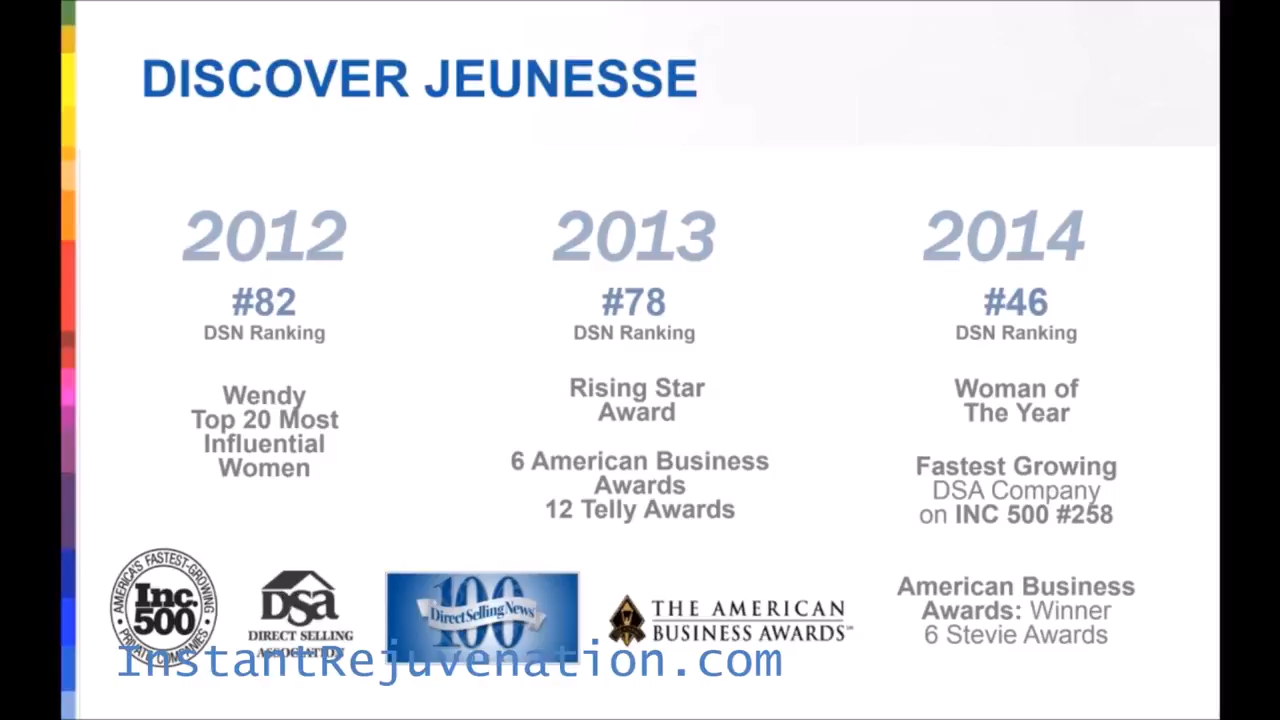 DISCOVER JEUNESSE
2012
#82
DSN Ranking
Wendy
Top 20 Most
Influential
Women
2013
#78
DSN Ranking
Rising Star
Award
6 American Business
Awards
12 Telly Awards
2014
#46
DSN Ranking
Woman of
The Year
Fastest Growing
DSA Company
on INC 500 #258
American Business
Awards: Winner
6 Stevie Awards
AMERICA'S FASTEST-GROWING
Inc.
500
PRIVATE COMPANIES
DSA
DIRECT SELLING
ASSOCIATION
100
Direct Selling News
THE AMERICAN
BUSINESS AWARDS℠
InstantRejuvenation.com